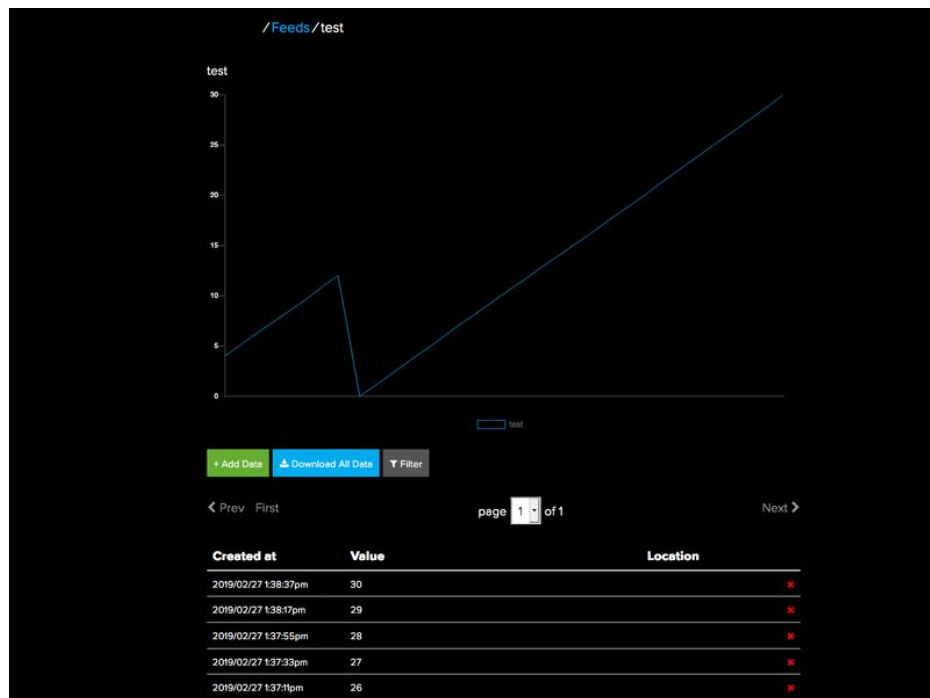 /Feeds/test
test
30
25
20
15
10
5
0
test
+ Add Data Download All Data Filter
Prev First page 1 of 1 Next
Created at Value Location
2019/02/27 1:38:37pm 30
2019/02/27 1:38:17pm 29
2019/02/27 1:37:55pm 28
2019/02/27 1:37:33pm 27
2019/02/27 1:37:11pm 26